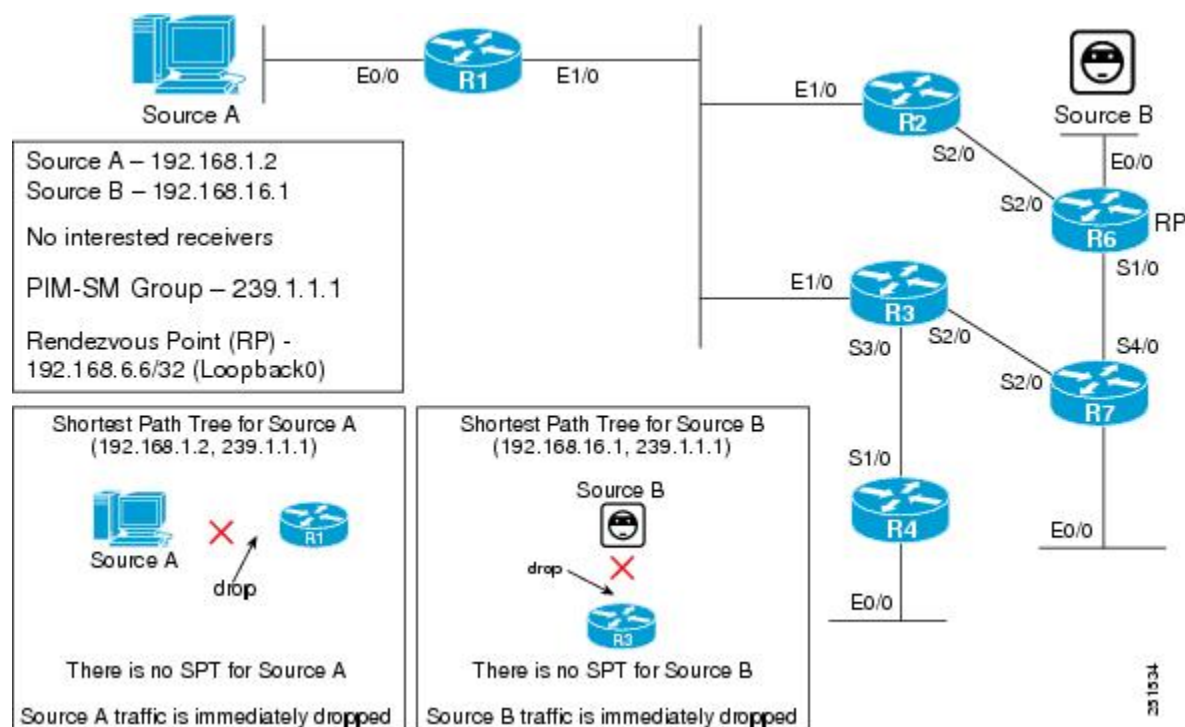 Source A
E0/0
R1
E1/0
E1/0
R2
S2/0
Source B
E0/0
S2/0
R6
RP
S1/0
Source A – 192.168.1.2
Source B – 192.168.16.1
No interested receivers
PIM-SM Group – 239.1.1.1
Rendezvous Point (RP) -
192.168.6.6/32 (Loopback0)
E1/0
R3
S3/0
S2/0
S4/0
S2/0
R7
S1/0
R4
E0/0
E0/0
Shortest Path Tree for Source A
(192.168.1.2, 239.1.1.1)
Source A
R1
drop
There is no SPT for Source A
Source A traffic is immediately dropped
Shortest Path Tree for Source B
(192.168.16.1, 239.1.1.1)
Source B
drop
R3
There is no SPT for Source B
Source B traffic is immediately dropped
251534